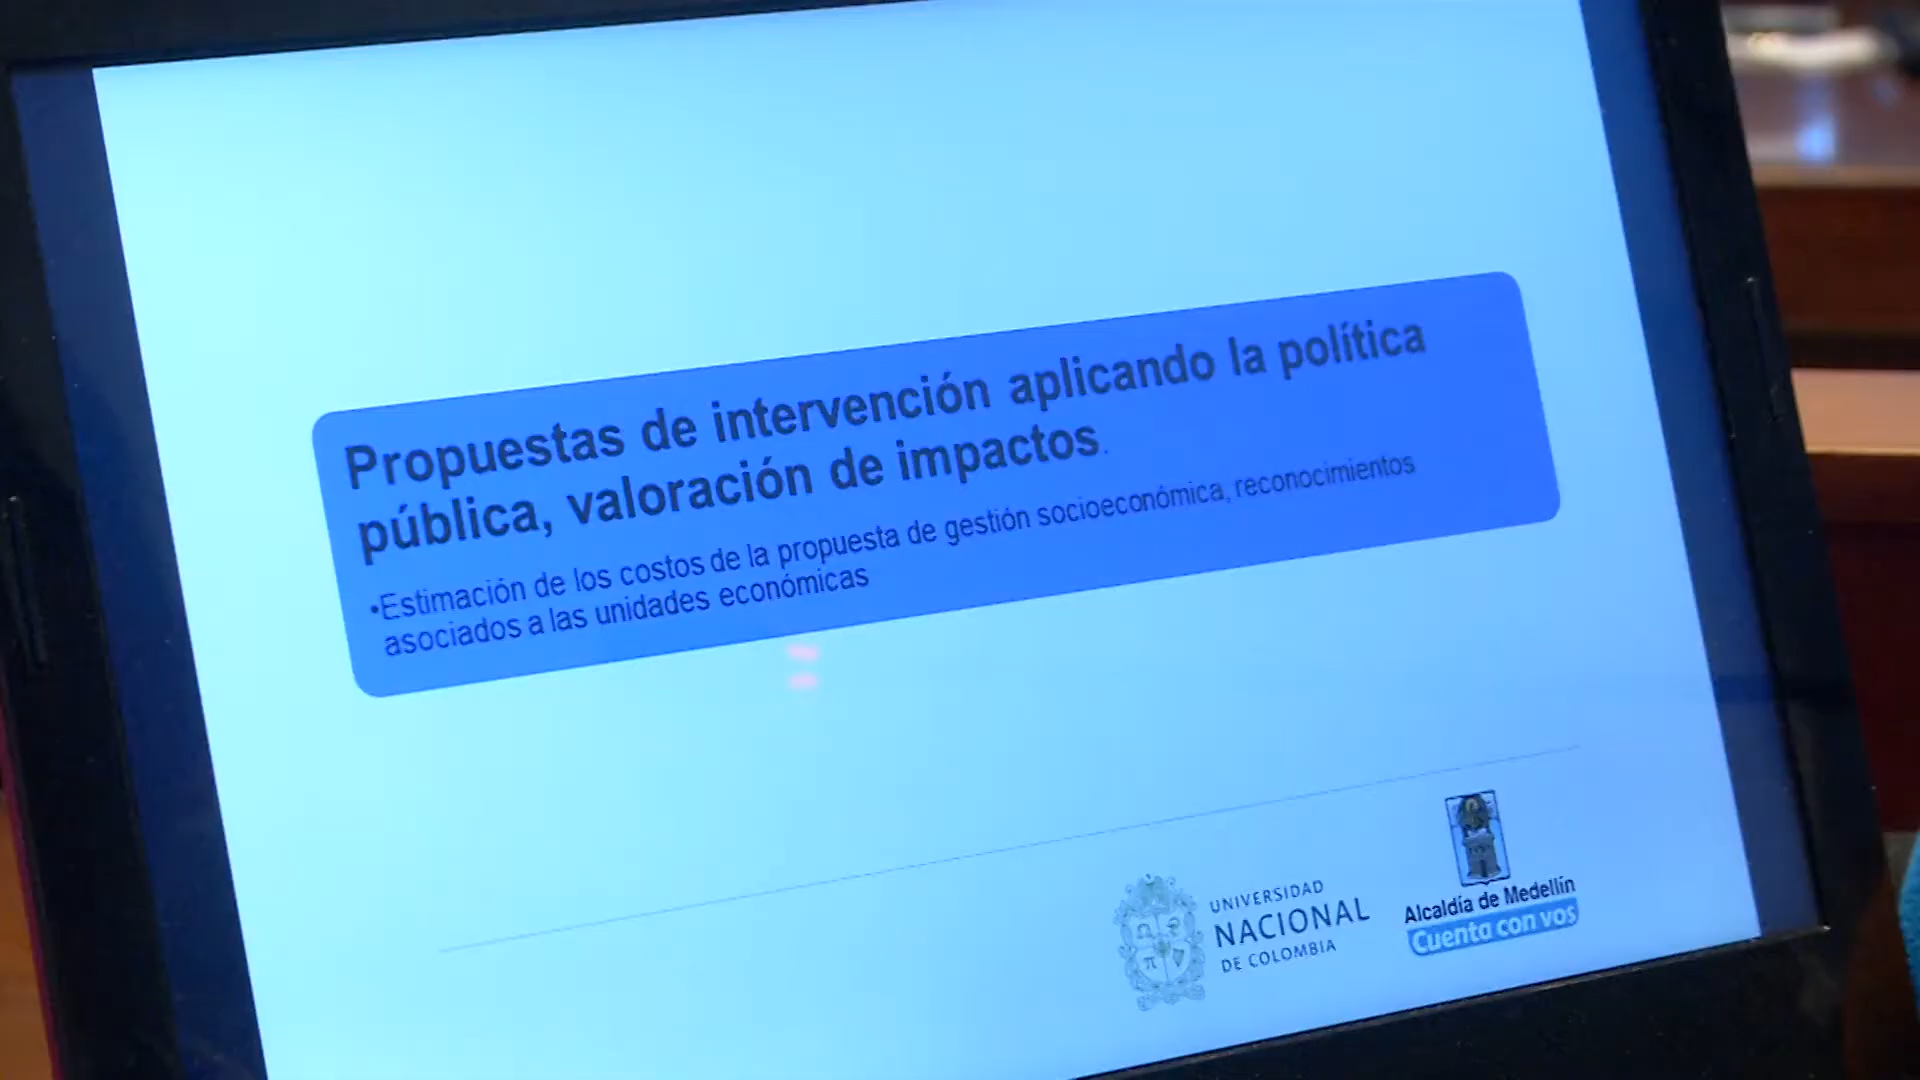 Propuestas de intervención aplicando la política
pública, valoración de impactos.
•Estimación de los costos de la propuesta de gestión socioeconómica, reconocimientos
asociados a las unidades económicas
UNIVERSIDAD
NACIONAL
DE COLOMBIA
Alcaldía de Medellín
Cuenta con vos